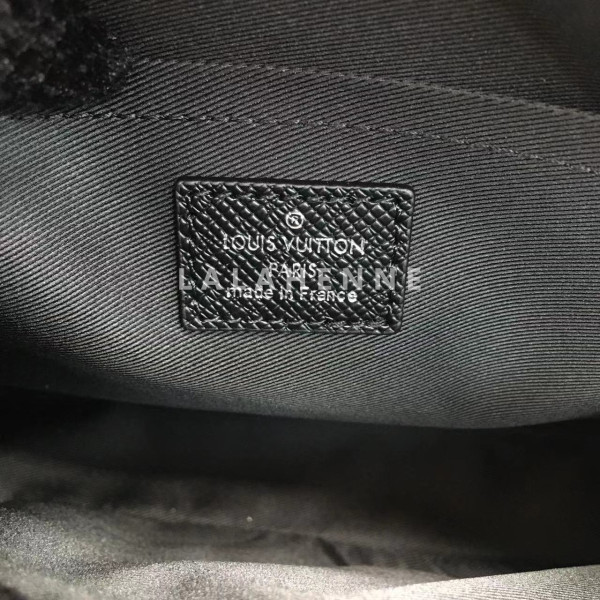 ®
LOUIS VUITTON
PARIS
LALAHENNE
made in France